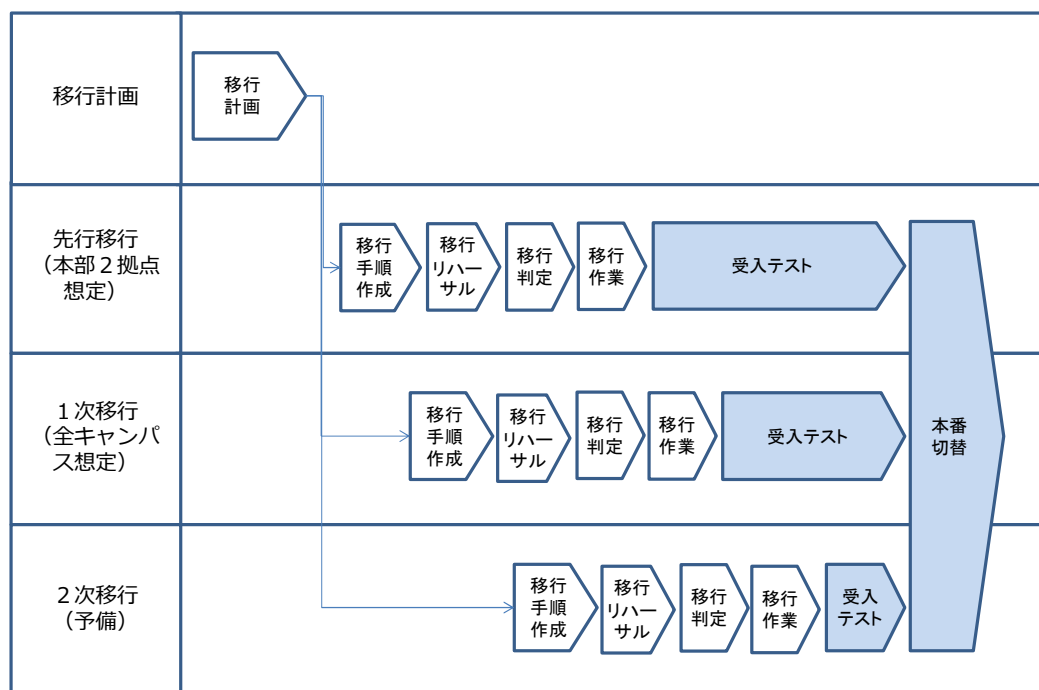 移行計画
移行
計画
先行移行
（本部２拠点
想定）
移行
手順
作成
移行
リハー
サル
移行
判定
移行
作業
受入テスト
１次移行
（全キャンパ
ス想定）
移行
手順
作成
移行
リハー
サル
移行
判定
移行
作業
受入テスト
本番
切替
２次移行
（予備）
移行
手順
作成
移行
リハー
サル
移行
判定
移行
作業
受入
テスト